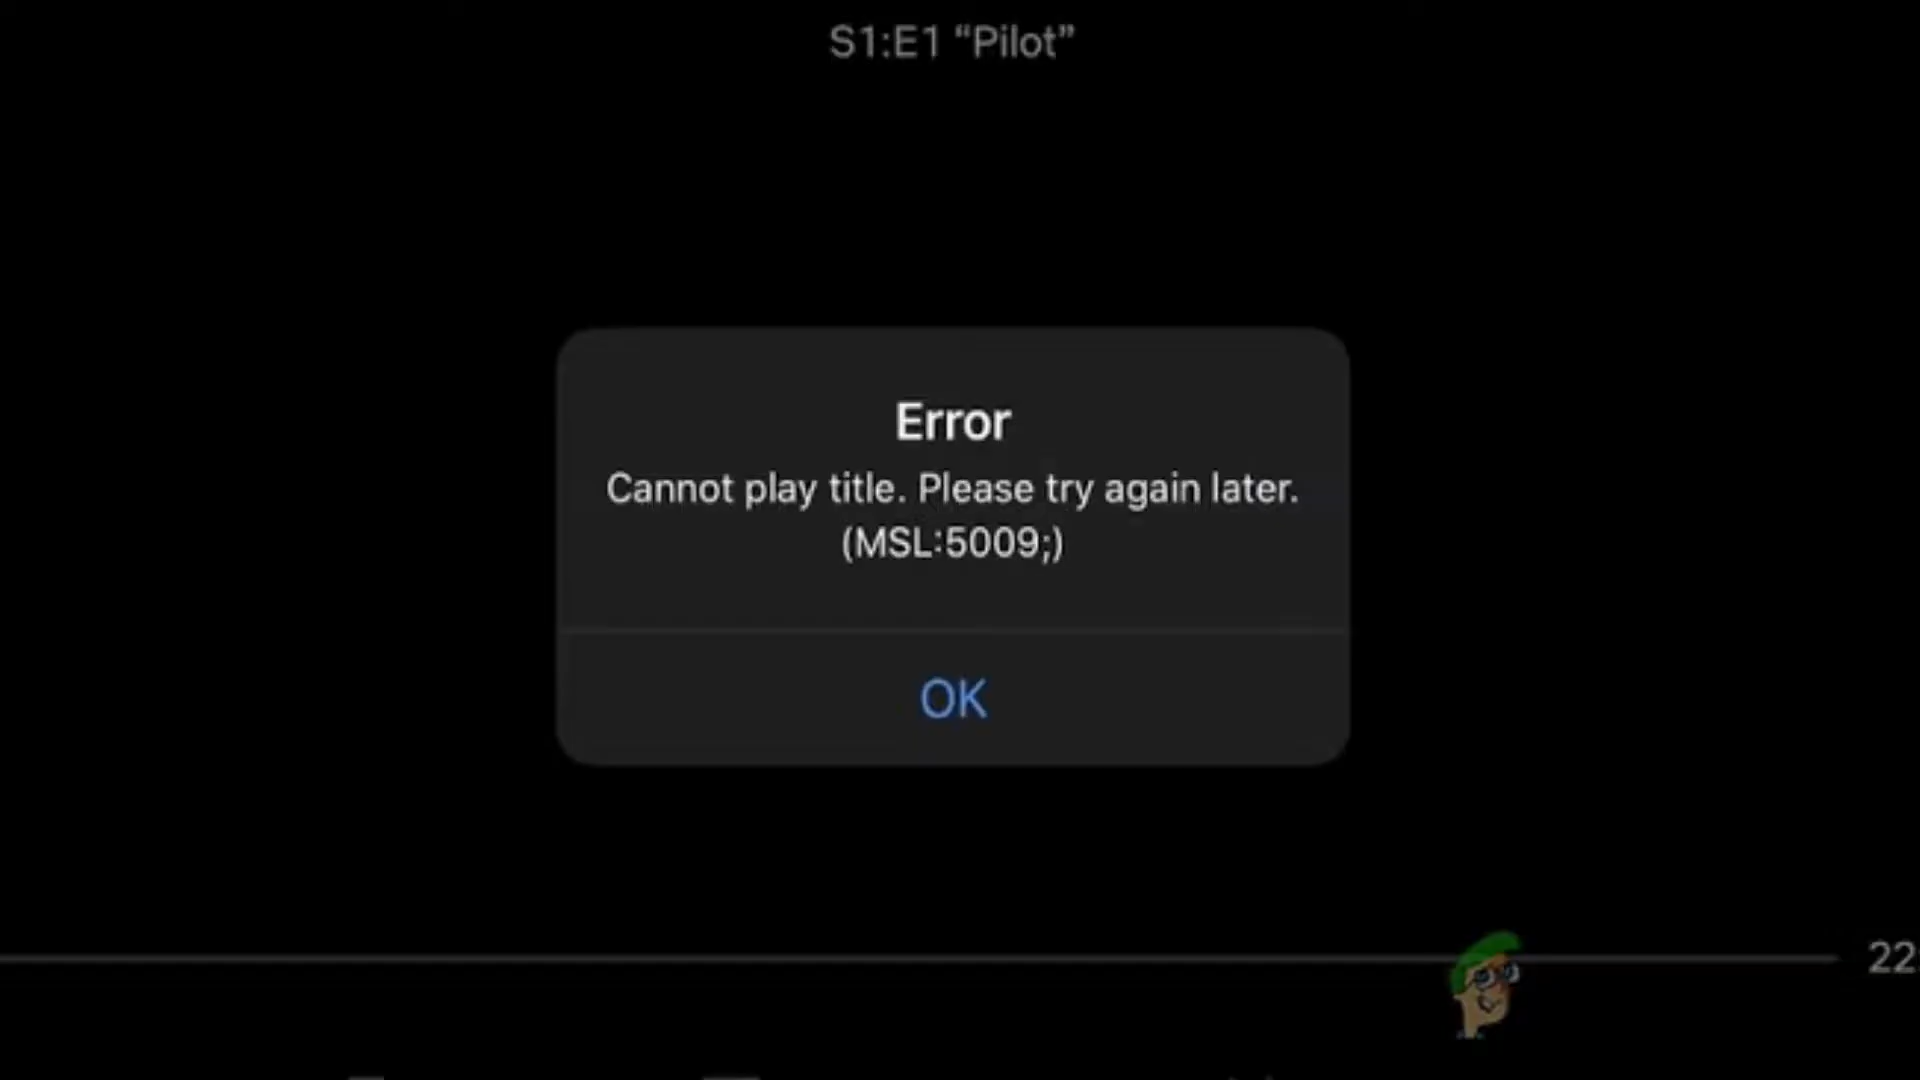 S1:E1 “Pilot”
Error
Cannot play title. Please try again later.
(MSL:5009;)
OK
22